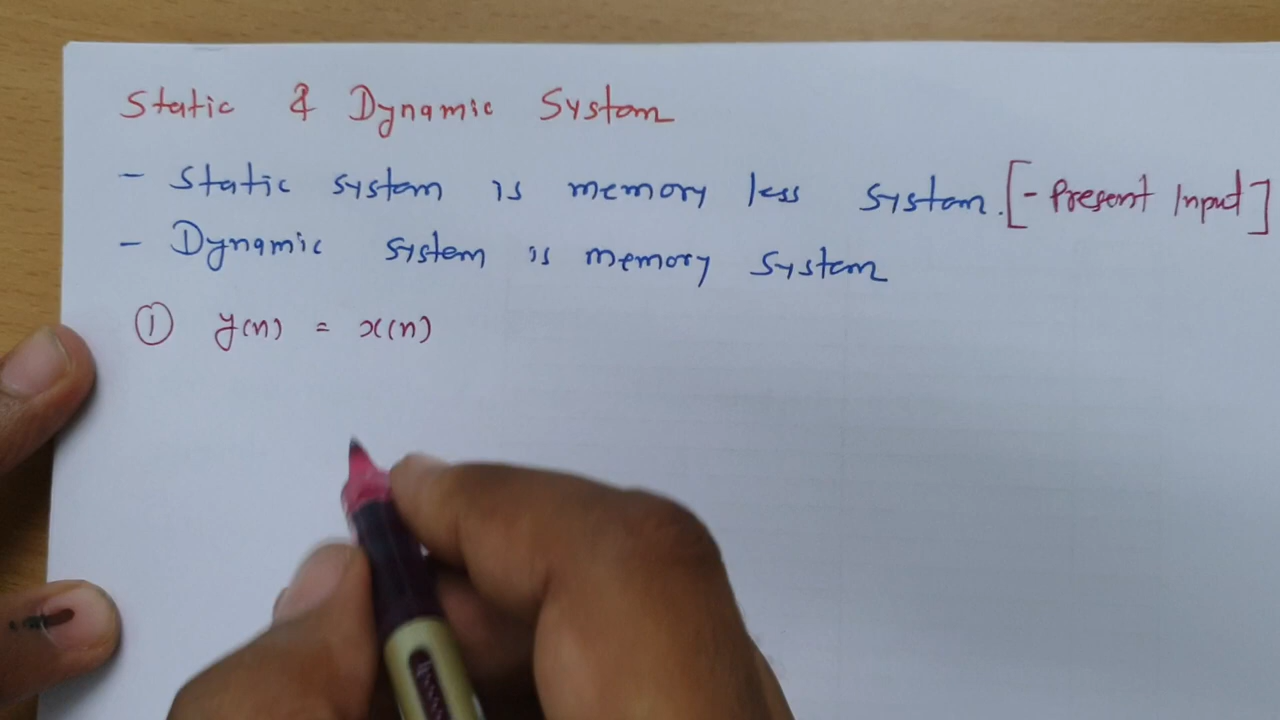 Static & Dynamic System
- Static system is memory less system. [- Present Input]
- Dynamic system is memory system
① y(n) = x(n)